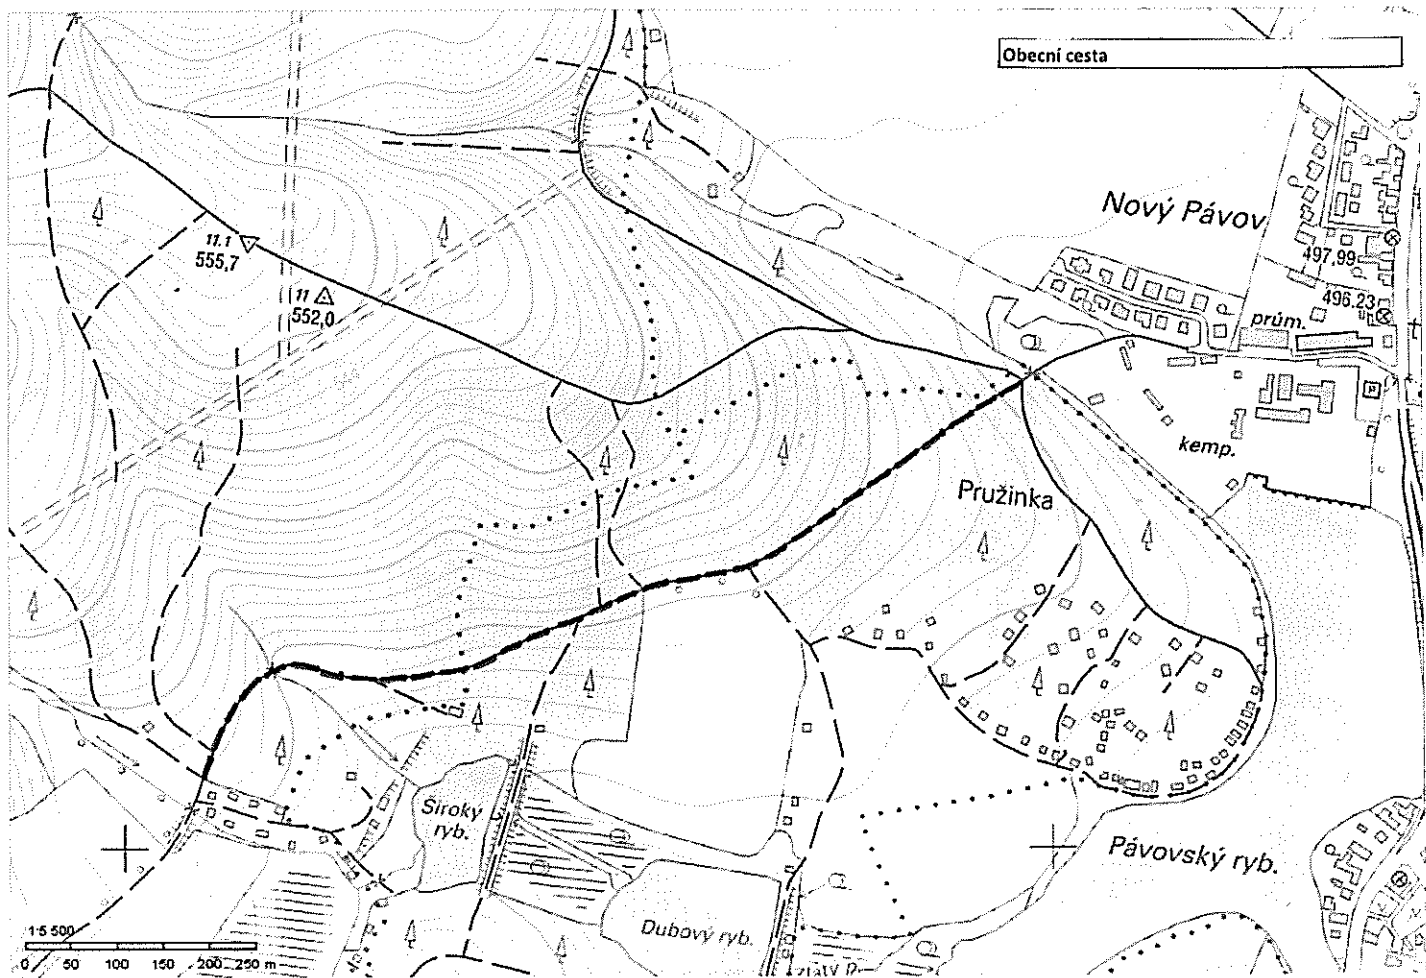 Obecní cesta
Nový Pávov
11.1
555,7
497,99
11
552,0
496.23
prům.
kemp.
Pružinka
Široký
ryb.
Pávovský ryb.
Dubový ryb.
1:5 500
0 50 100 150 200 250 m